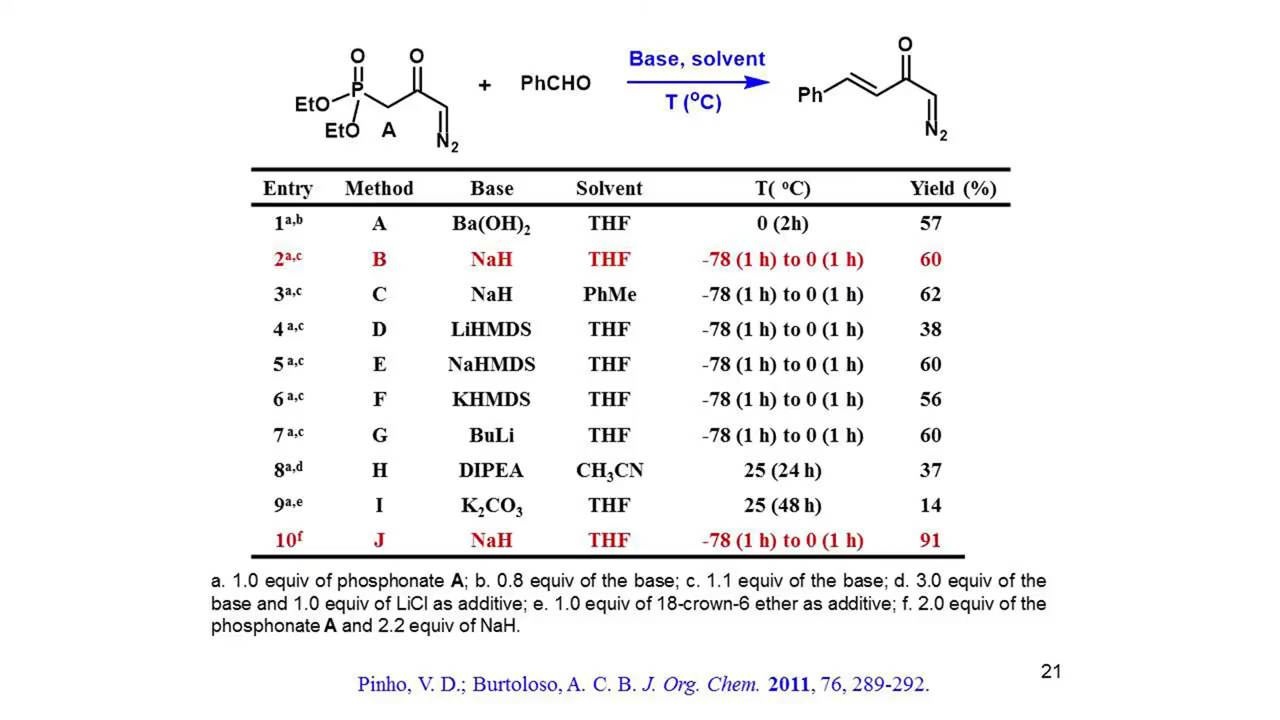 O O O
Base, solvent
P + PhCHO
EtO Ph
EtO A T (°C)
N2 N2
Entry Method Base Solvent T( °C) Yield (%)
1a,b A Ba(OH)2 THF 0 (2h) 57
2a,c B NaH THF -78 (1 h) to 0 (1 h) 60
3a,c C NaH PhMe -78 (1 h) to 0 (1 h) 62
4 a,c D LiHMDS THF -78 (1 h) to 0 (1 h) 38
5 a,c E NaHMDS THF -78 (1 h) to 0 (1 h) 60
6 a,c F KHMDS THF -78 (1 h) to 0 (1 h) 56
7 a,c G BuLi THF -78 (1 h) to 0 (1 h) 60
8a,d H DIPEA CH3CN 25 (24 h) 37
9a,e I K2CO3 THF 25 (48 h) 14
10f J NaH THF -78 (1 h) to 0 (1 h) 91
a. 1.0 equiv of phosphonate A; b. 0.8 equiv of the base; c. 1.1 equiv of the base; d. 3.0 equiv of the
base and 1.0 equiv of LiCl as additive; e. 1.0 equiv of 18-crown-6 ether as additive; f. 2.0 equiv of the
phosphonate A and 2.2 equiv of NaH.
21
Pinho, V. D.; Burtoloso, A. C. B. J. Org. Chem. 2011, 76, 289-292.